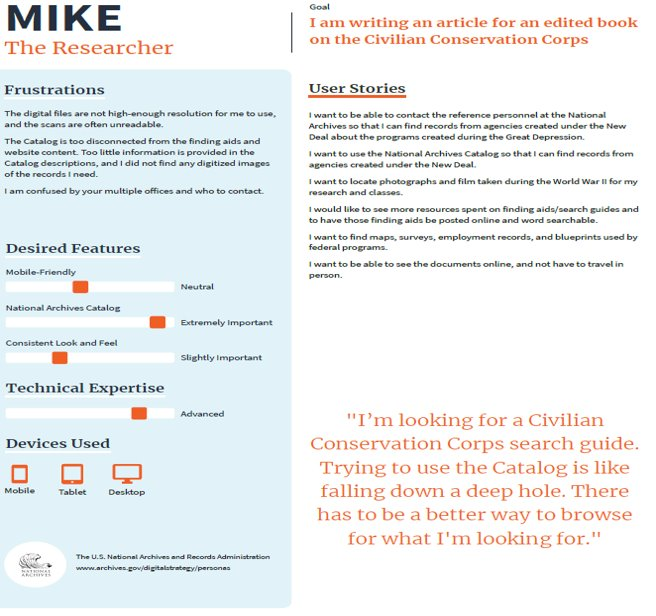 MIKE
The Researcher
Goal
I am writing an article for an edited book
on the Civilian Conservation Corps
Frustrations
The digital files are not high-enough resolution for me to use,
and the scans are often unreadable.
The Catalog is too disconnected from the finding aids and
website content. Too little information is provided in the
Catalog descriptions, and I did not find any digitized images
of the records I need.
I am confused by your multiple offices and who to contact.
Desired Features
Mobile-Friendly
Neutral
National Archives Catalog
Extremely Important
Consistent Look and Feel
Slightly Important
Technical Expertise
Advanced
Devices Used
Mobile
Tablet
Desktop
NATIONAL
ARCHIVES
The U.S. National Archives and Records Administration
www.archives.gov/digitalstrategy/personas
User Stories
I want to be able to contact the reference personnel at the National
Archives so that I can find records from agencies created under the New
Deal about the programs created during the Great Depression.
I want to use the National Archives Catalog so that I can find records from
agencies created under the New Deal.
I want to locate photographs and film taken during the World War II for my
research and classes.
I would like to see more resources spent on finding aids/search guides and
to have those finding aids be posted online and word searchable.
I want to find maps, surveys, employment records, and blueprints used by
federal programs.
I want to be able to see the documents online, and not have to travel in
person.
"I’m looking for a Civilian
Conservation Corps search guide.
Trying to use the Catalog is like
falling down a deep hole. There
has to be a better way to browse
for what I'm looking for."